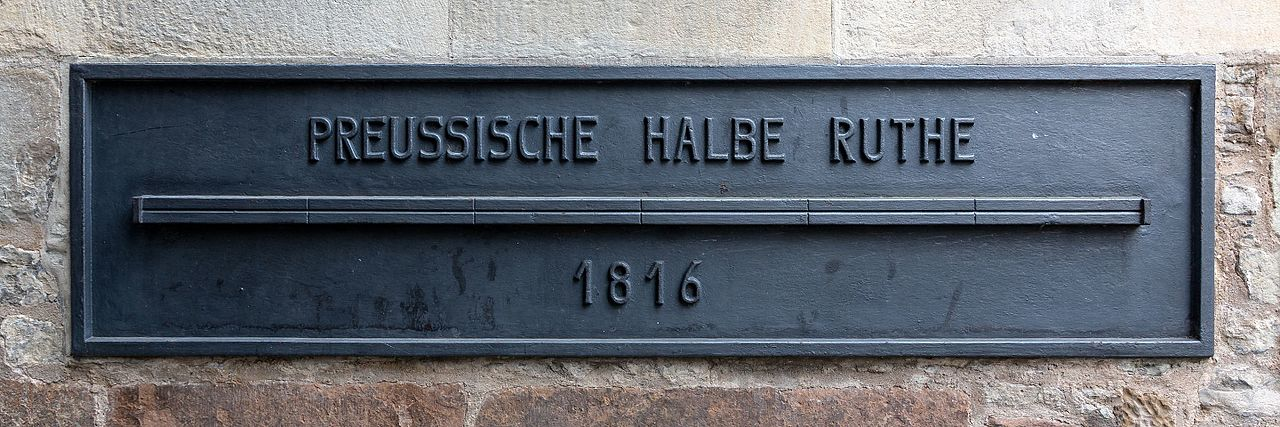 PREUSSISCHE HALBE RUTHE
1816